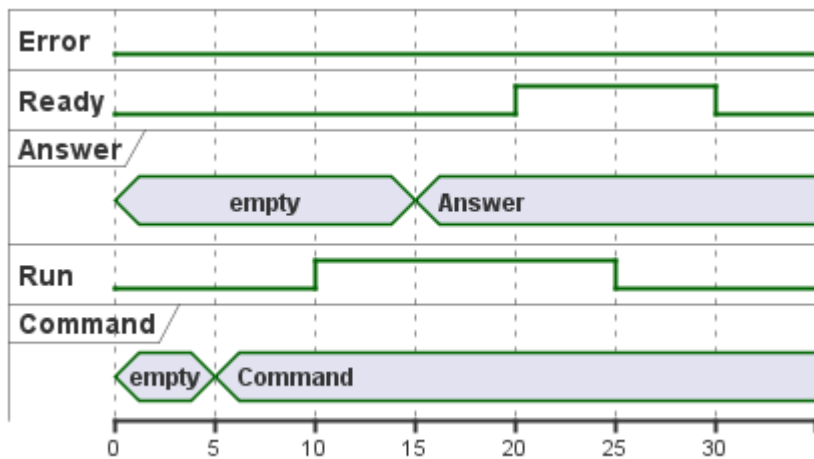 Error
Ready
Answer
empty Answer
Run
Command
empty Command
0 5 10 15 20 25 30